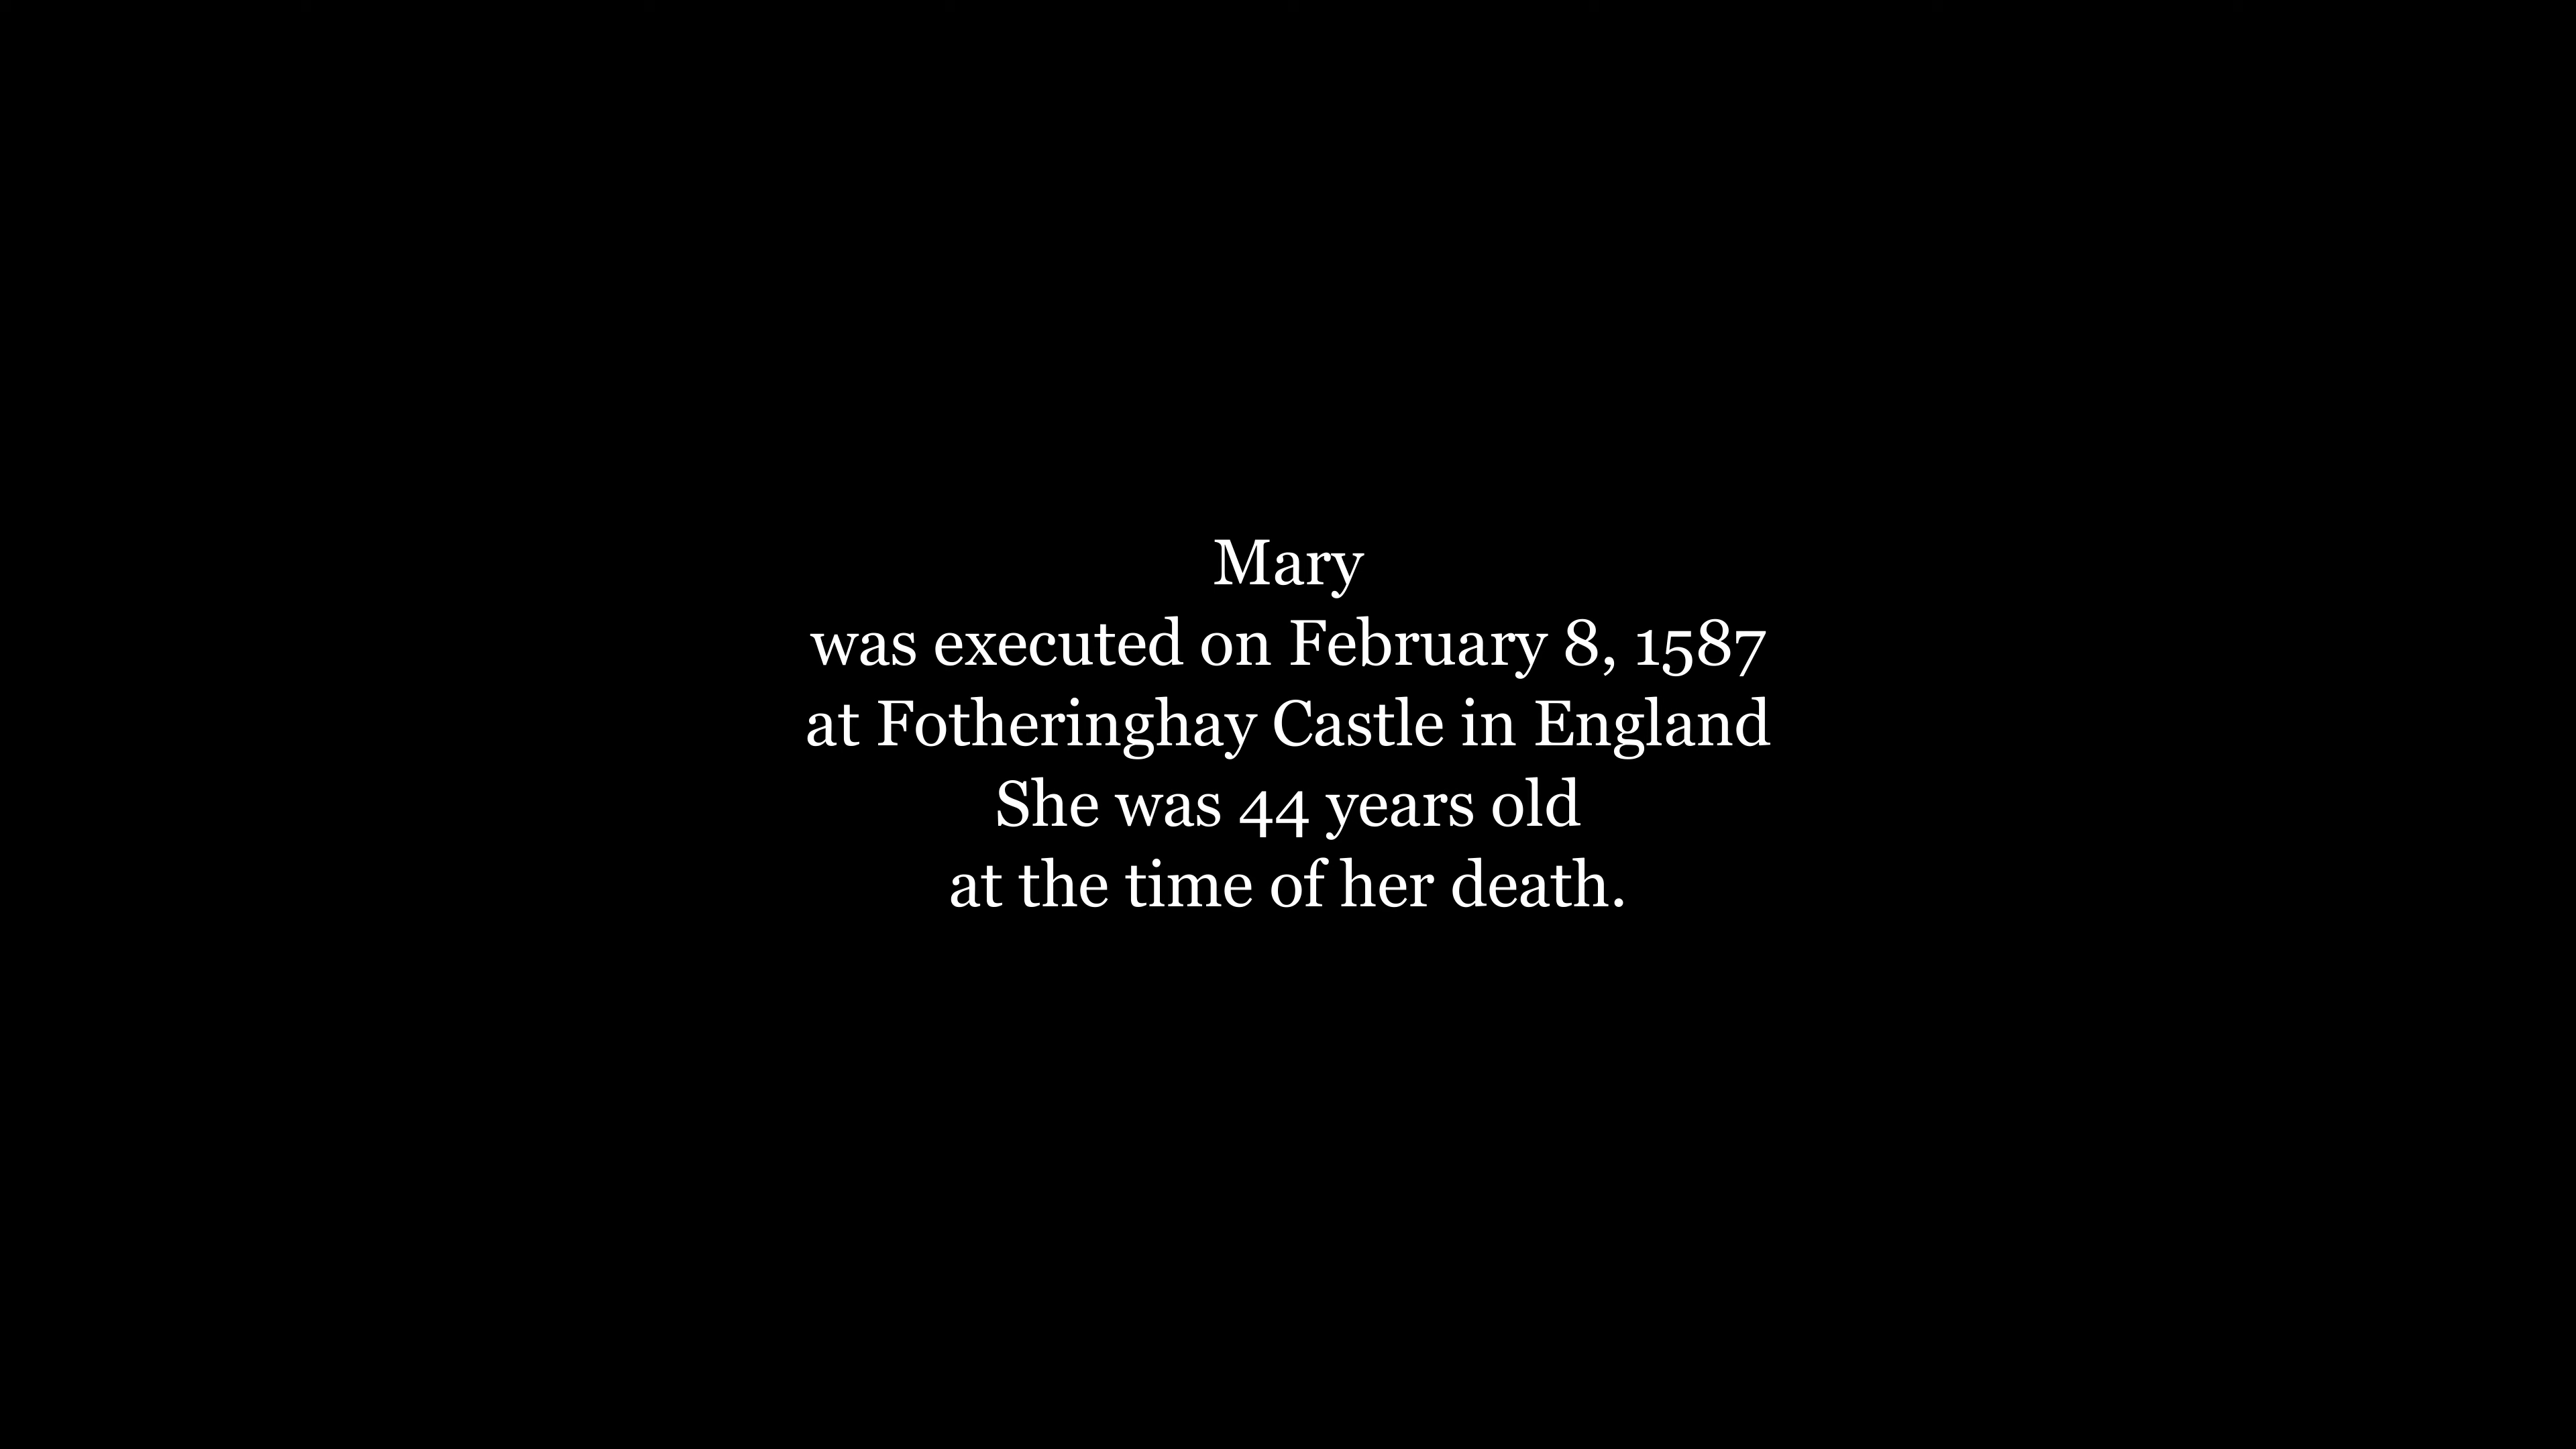 Mary
was executed on February 8, 1587
at Fotheringhay Castle in England
She was 44 years old
at the time of her death.